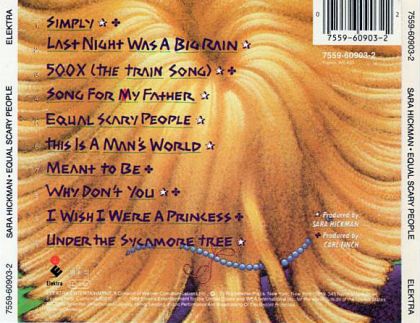 SIMPLY ☆ +
LAST NIGHT WAS A BIG RAIN ☆
500X (THE TRAIN SONG) ☆ +
SONG FOR MY FATHER ☆
EQUAL SCARY PEOPLE ☆
THIS IS A MAN'S WORLD ☆
MEANT TO BE +
WHY DON'T YOU ☆ +
I WISH I WERE A PRINCESS +
UNDER THE SYCAMORE TREE ☆
☆ Produced by
SARA HICKMAN
+ Produced by
CARL FINCH
Elektra
7559-60903-2
ELEKTRA
SARA HICKMAN • EQUAL SCARY PEOPLE
7559-60903-2
7559-60903-2
SARA HICKMAN • EQUAL SCARY PEOPLE
ELEKTRA
0
2